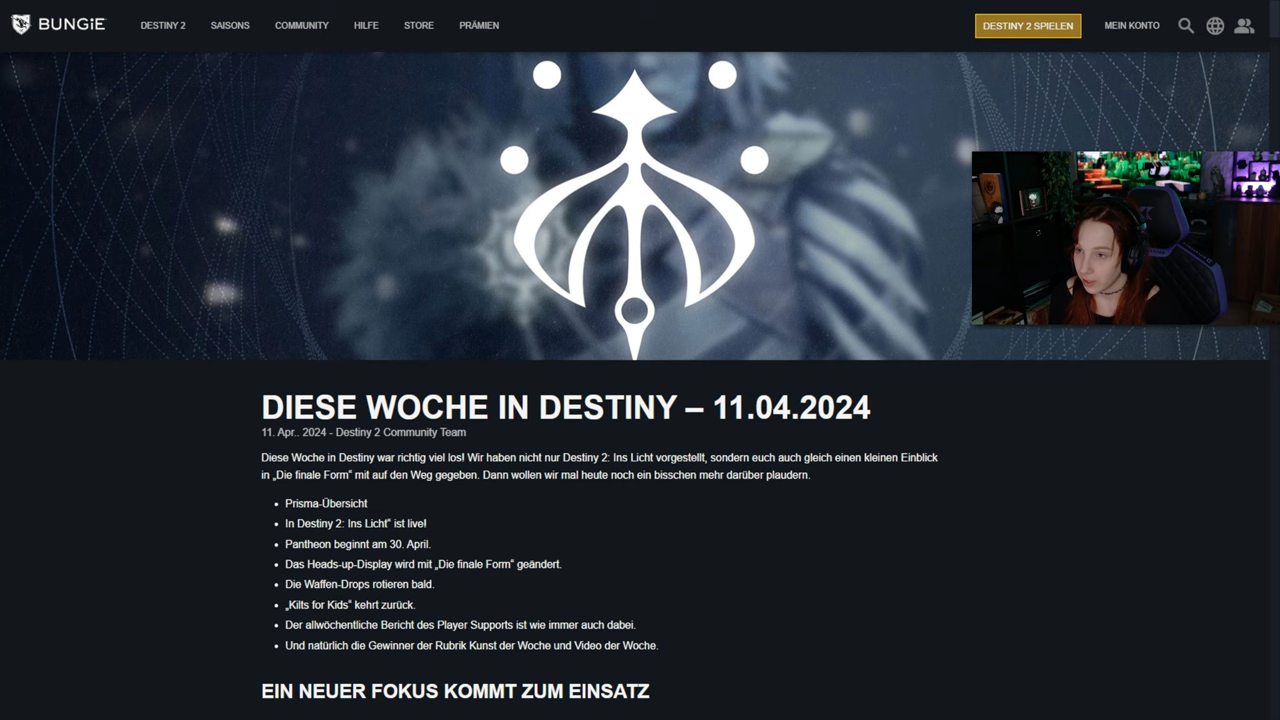 BUNGiE
DESTINY 2
SAISONS
COMMUNITY
HILFE
STORE
PRÄMIEN
DESTINY 2 SPIELEN
MEIN KONTO
DIESE WOCHE IN DESTINY – 11.04.2024
11. Apr.. 2024 - Destiny 2 Community Team
Diese Woche in Destiny war richtig viel los! Wir haben nicht nur Destiny 2: Ins Licht vorgestellt, sondern euch auch gleich einen kleinen Einblick
in „Die finale Form“ mit auf den Weg gegeben. Dann wollen wir mal heute noch ein bisschen mehr darüber plaudern.
• Prisma-Übersicht
• In Destiny 2: Ins Licht“ ist live!
• Pantheon beginnt am 30. April.
• Das Heads-up-Display wird mit „Die finale Form“ geändert.
• Die Waffen-Drops rotieren bald.
• „Kilts for Kids“ kehrt zurück.
• Der allwöchentliche Bericht des Player Supports ist wie immer auch dabei.
• Und natürlich die Gewinner der Rubrik Kunst der Woche und Video der Woche.
EIN NEUER FOKUS KOMMT ZUM EINSATZ